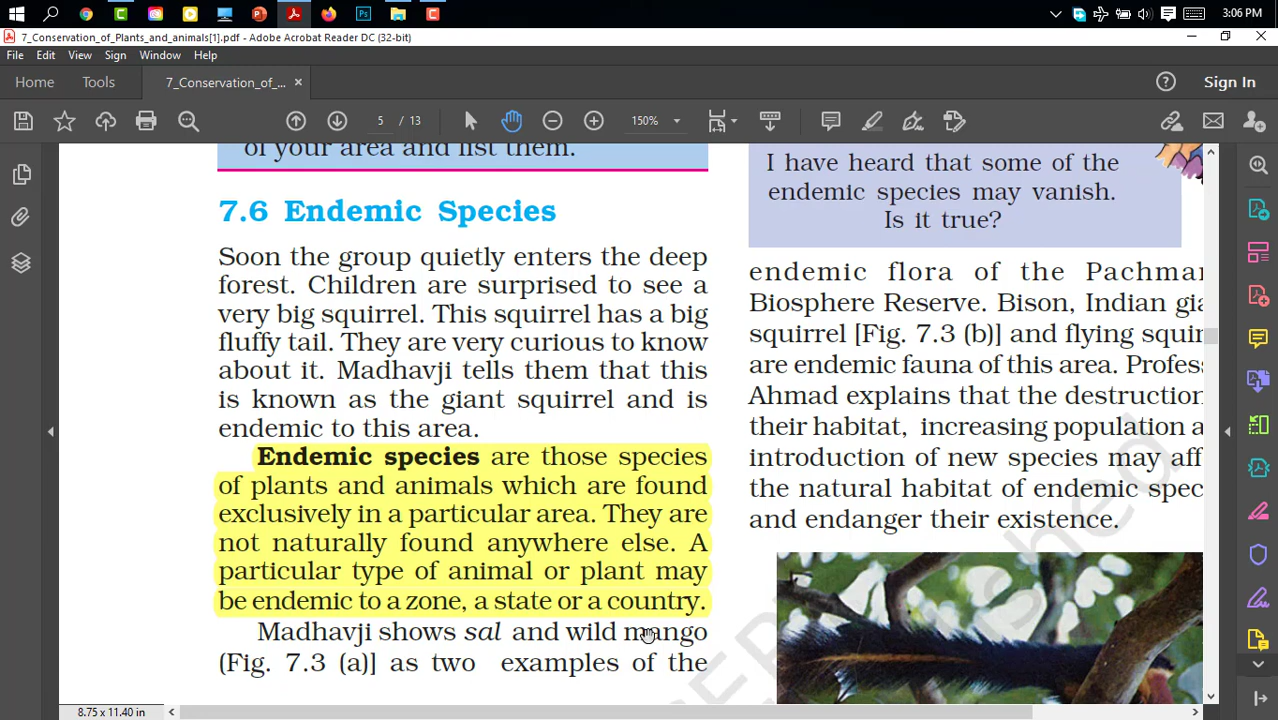 3:06 PM
7_Conservation_of_Plants_and_animals[1].pdf - Adobe Acrobat Reader DC (32-bit)
File Edit View Sign Window Help
Home Tools 7_Conservation_of_... × Sign In
5 / 13 150%
of your area and list them.
7.6 Endemic Species
Soon the group quietly enters the deep
forest. Children are surprised to see a
very big squirrel. This squirrel has a big
fluffy tail. They are very curious to know
about it. Madhavji tells them that this
is known as the giant squirrel and is
endemic to this area.
Endemic species are those species
of plants and animals which are found
exclusively in a particular area. They are
not naturally found anywhere else. A
particular type of animal or plant may
be endemic to a zone, a state or a country.
Madhavji shows sal and wild mango
(Fig. 7.3 (a)] as two examples of the
I have heard that some of the
endemic species may vanish.
Is it true?
endemic flora of the Pachmar
Biosphere Reserve. Bison, Indian gia
squirrel [Fig. 7.3 (b)] and flying squir
are endemic fauna of this area. Profess
Ahmad explains that the destruction
their habitat, increasing population a
introduction of new species may aff
the natural habitat of endemic spec
and endanger their existence.
8.75 x 11.40 in